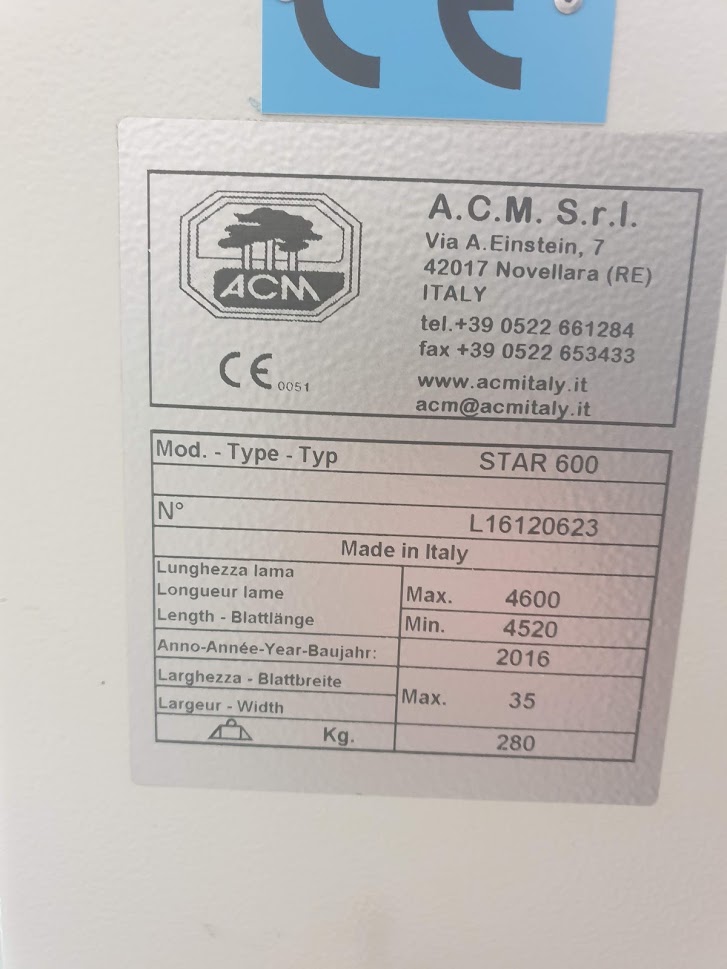 CE
ACM
CE 0051
A.C.M. S.r.l.
Via A.Einstein, 7
42017 Novellara (RE)
ITALY
tel.+39 0522 661284
fax +39 0522 653433
www.acmitaly.it
acm@acmitaly.it
Mod. - Type - Typ STAR 600
N° L16120623
Made in Italy
Lunghezza lama
Longueur lame
Length - Blattlänge
Max. 4600
Min. 4520
Anno-Année-Year-Baujahr: 2016
Larghezza - Blattbreite
Largeur - Width
Max. 35
Kg. 280